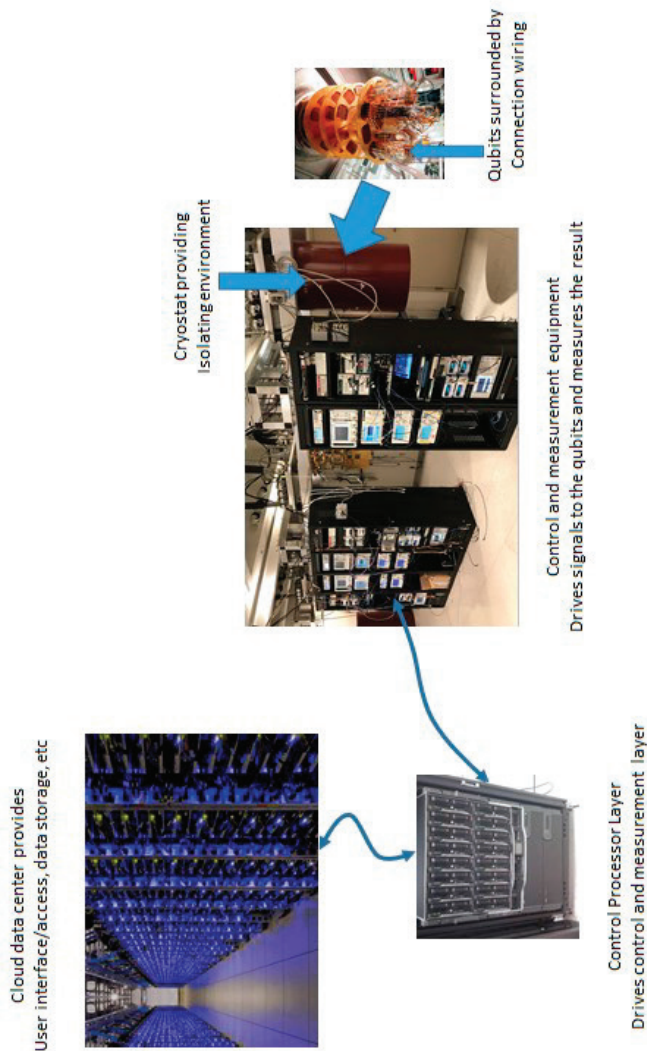 Cloud data center provides
User interface/access, data storage, etc
Control Processor Layer
Drives control and measurement layer
Cryostat providing
Isolating environment
Control and measurement equipment
Drives signals to the qubits and measures the result
Qubits surrounded by
Connection wiring